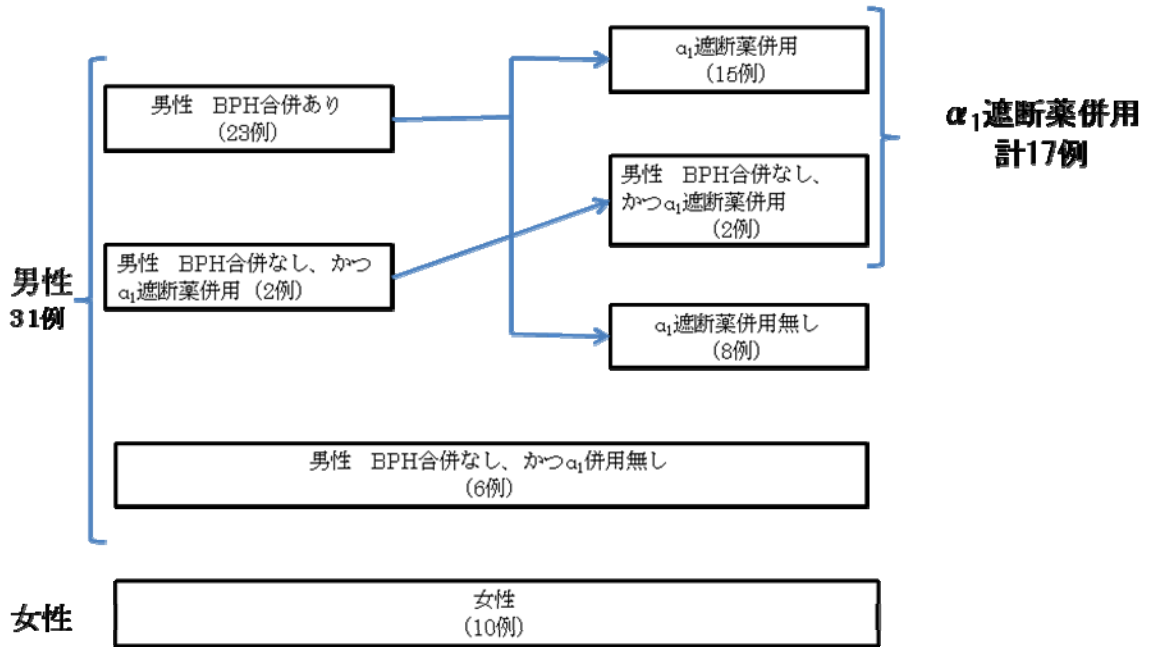 男性 BPH合併あり
(23例)
男性 BPH合併なし、かつ
α₁遮断薬併用 (2例)
男性
31例
α₁遮断薬併用
(15例)
男性 BPH合併なし、
かつα₁遮断薬併用
(2例)
α₁遮断薬併用無し
(8例)
α₁遮断薬併用
計17例
男性 BPH合併なし、かつα₁併用無し
(6例)
女性
女性
(10例)